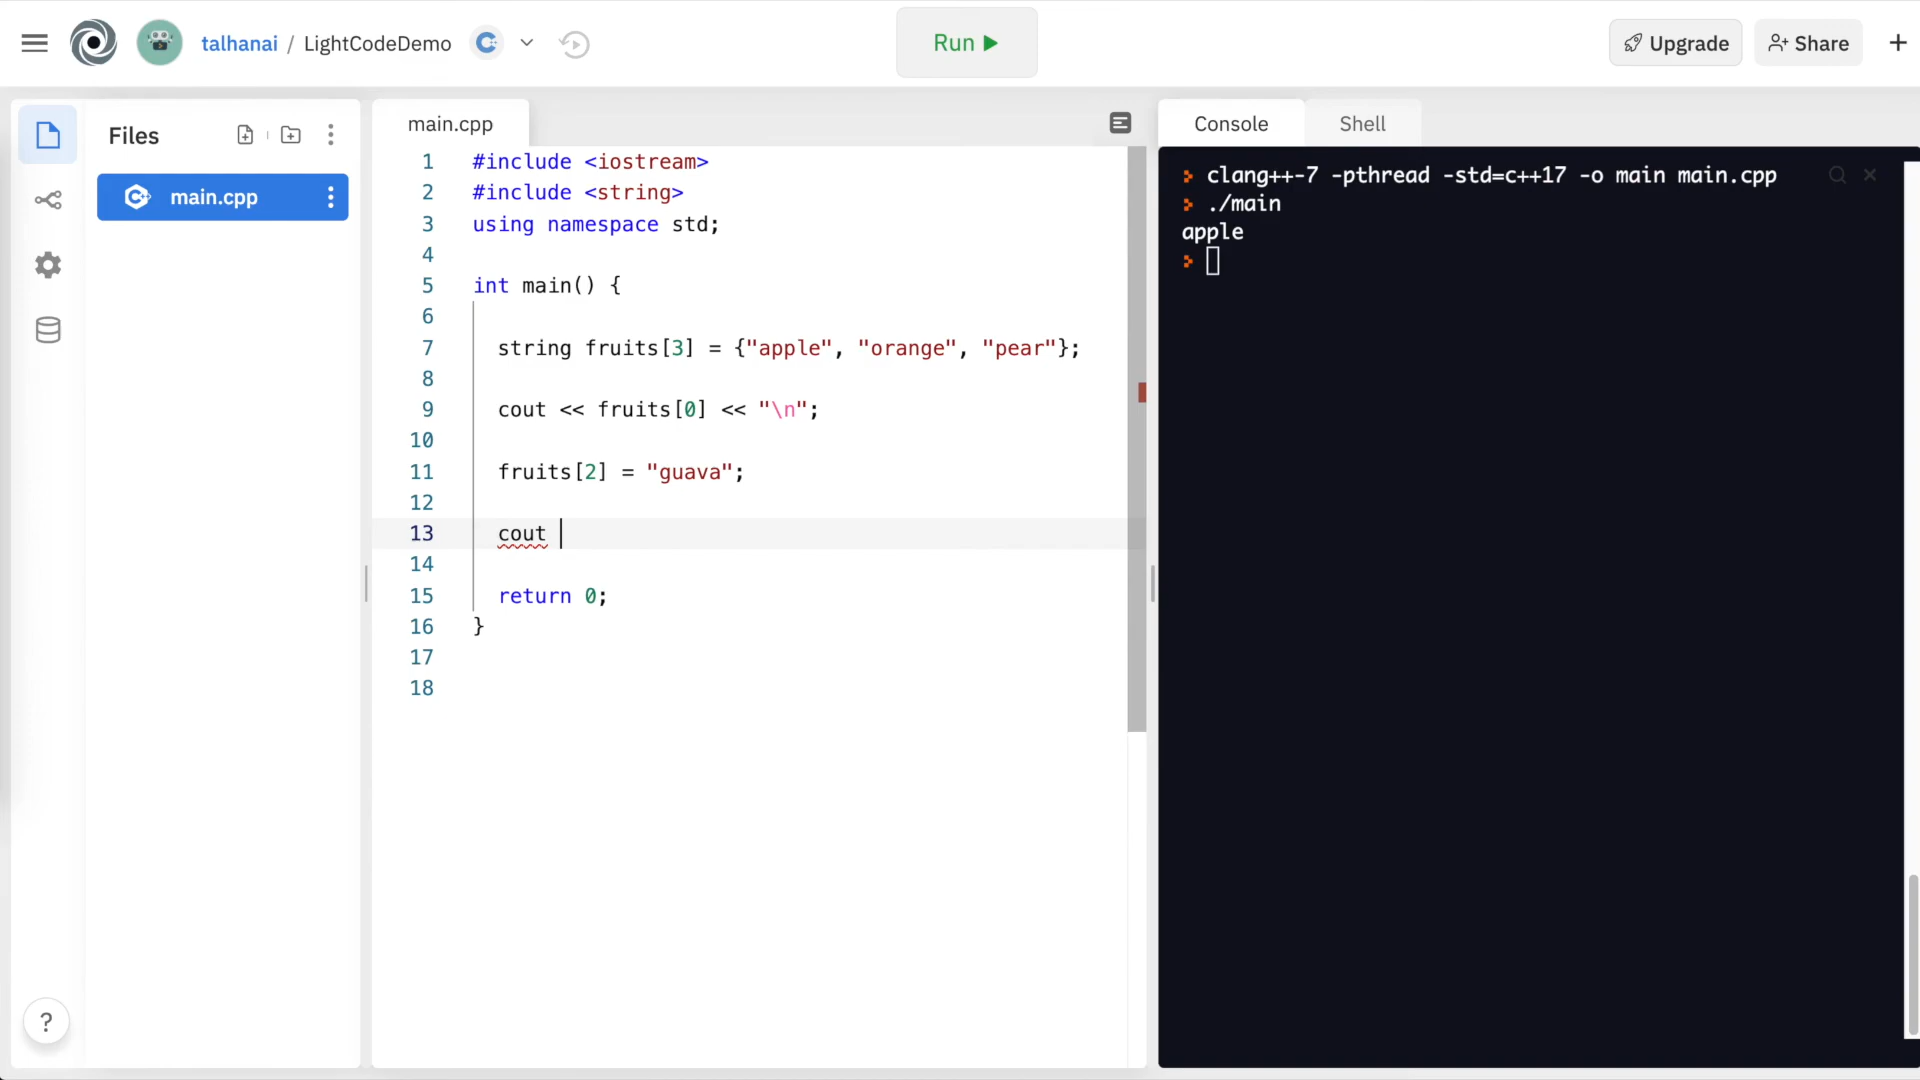 talhanai / LightCodeDemo
Run
Upgrade
Share
Files
main.cpp
main.cpp
1 #include <iostream>
2 #include <string>
3 using namespace std;
4
5 int main() {
6
7 string fruits[3] = {"apple", "orange", "pear"};
8
9 cout << fruits[0] << "\n";
10
11 fruits[2] = "guava";
12
13 cout
14
15 return 0;
16 }
17
18
Console
Shell
clang++-7 -pthread -std=c++17 -o main main.cpp
./main
apple
?